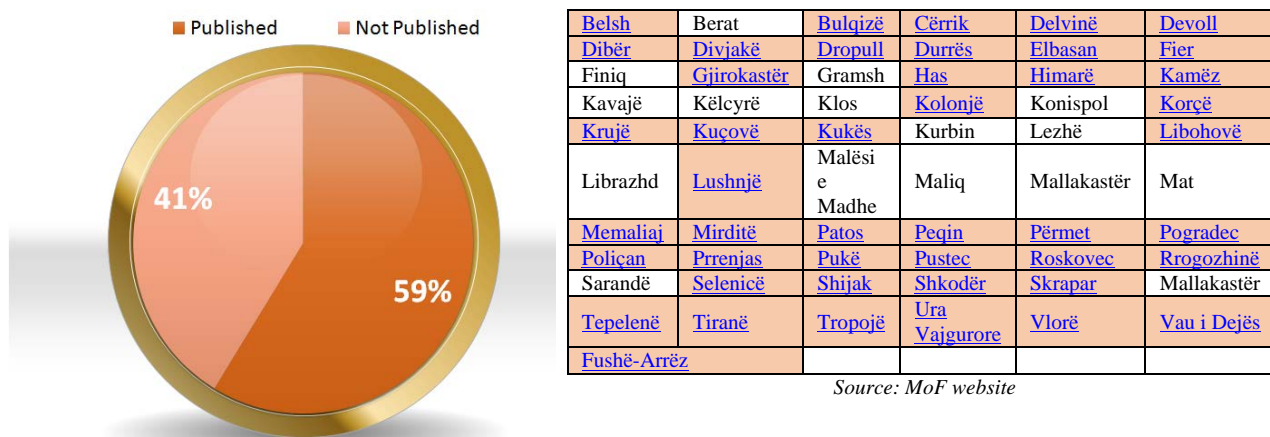 Published Not Published
41%
59%
Belsh Berat Bulqizë Cërrik Delvinë Devoll
Dibër Divjakë Dropull Durrës Elbasan Fier
Finiq Gjirokastër Gramsh Has Himarë Kamëz
Kavajë Këlcyrë Klos Kolonjë Konispol Korçë
Krujë Kuçovë Kukës Kurbin Lezhë Libohovë
Librazhd Lushnjë Malësi e Madhe Maliq Mallakastër Mat
Memaliaj Mirditë Patos Peqin Përmet Pogradec
Poliçan Prrenjas Pukë Pustec Roskovec Rrogozhinë
Sarandë Selenicë Shijak Shkodër Skrapar Mallakastër
Tepelenë Tiranë Tropojë Ura Vajgurore Vlorë Vau i Dejës
Fushë-Arrëz
Source: MoF website